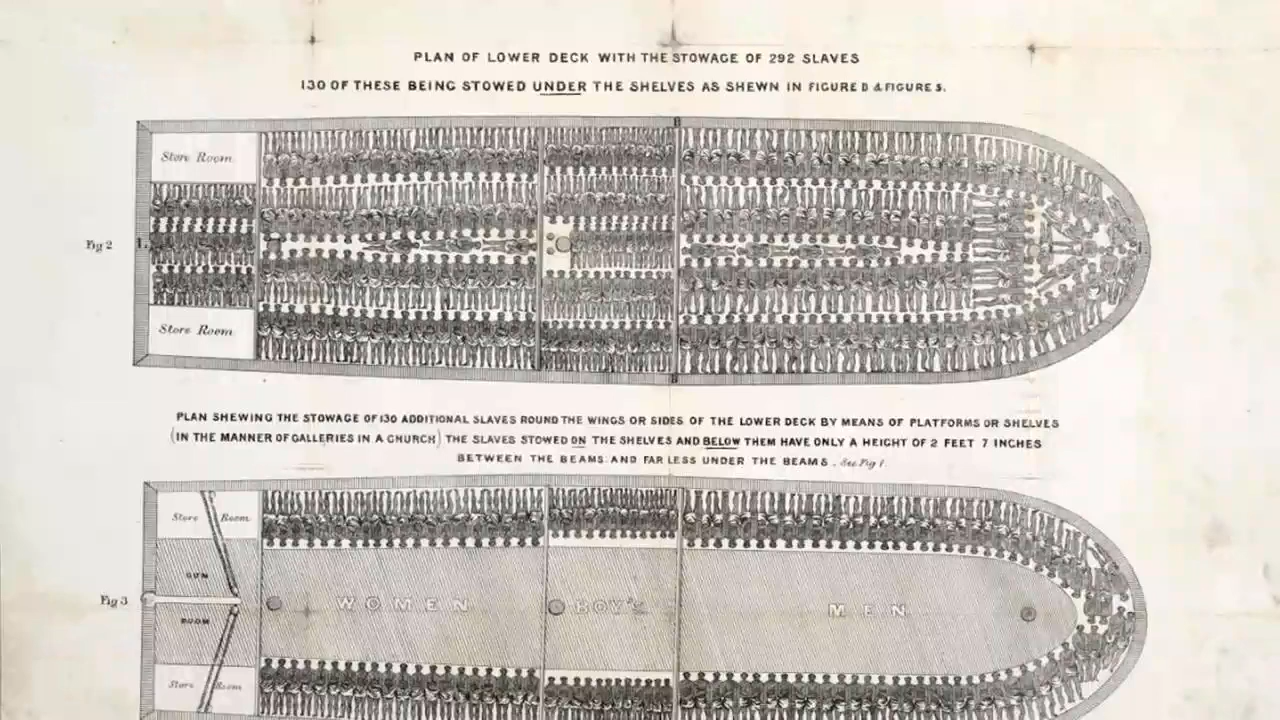 PLAN OF LOWER DECK WITH THE STOWAGE OF 292 SLAVES
130 OF THESE BEING STOWED UNDER THE SHELVES AS SHEWN IN FIGURE D & FIGURE 5.
B
Store Room
Fig 2
Store Room
B
PLAN SHEWING THE STOWAGE OF 130 ADDITIONAL SLAVES ROUND THE WINGS OR SIDES OF THE LOWER DECK BY MEANS OF PLATFORMS OR SHELVES
(IN THE MANNER OF GALLERIES IN A CHURCH) THE SLAVES STOWED ON THE SHELVES AND BELOW THEM HAVE ONLY A HEIGHT OF 2 FEET 7 INCHES
BETWEEN THE BEAMS: AND FAR LESS UNDER THE BEAMS. See Fig 1.
Store Room
GUN
Fig 3
WOMEN
BOY'S
MEN
ROOM
Store Room